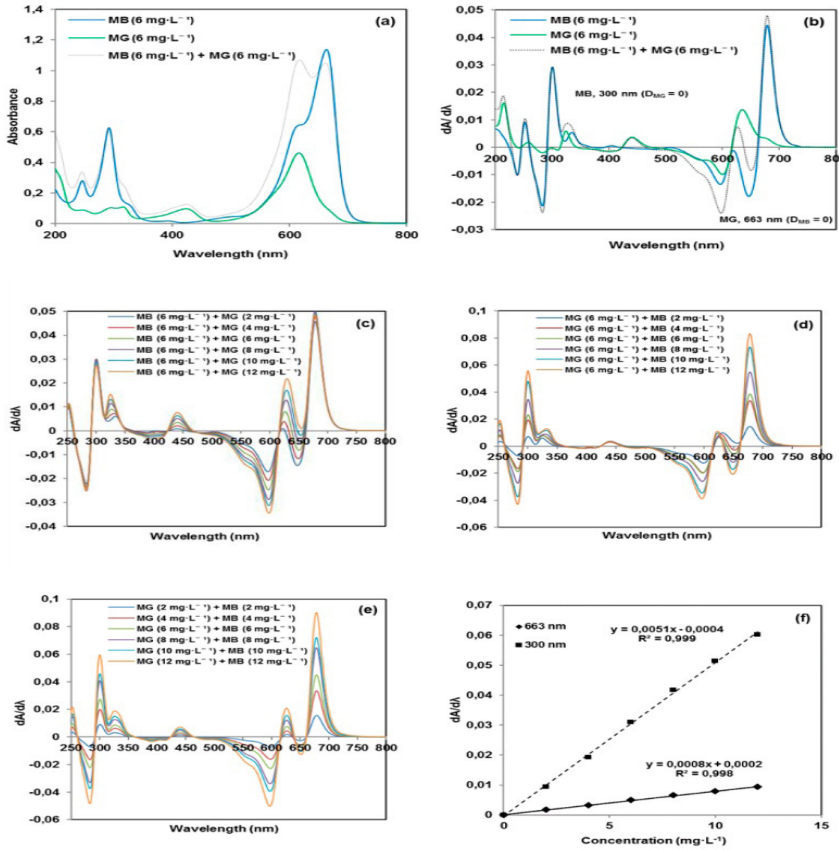 (a)
MB (6 mg·L⁻¹)
MG (6 mg·L⁻¹)
MB (6 mg·L⁻¹) + MG (6 mg·L⁻¹)
Absorbance
1,4
1,2
1
0,8
0,6
0,4
0,2
0
200 300 400 500 600 700 800
Wavelength (nm)
(b)
MB (6 mg·L⁻¹)
MG (6 mg·L⁻¹)
MB (6 mg·L⁻¹) + MG (6 mg·L⁻¹)
MB, 300 nm (DMG = 0)
MG, 663 nm (DMB = 0)
dA/dλ
0,05
0,04
0,03
0,02
0,01
0
-0,01
-0,02
-0,03
200 300 400 500 600 700 800
Wavelength (nm)
(c)
MB (6 mg·L⁻¹) + MG (2 mg·L⁻¹)
MB (6 mg·L⁻¹) + MG (4 mg·L⁻¹)
MB (6 mg·L⁻¹) + MG (6 mg·L⁻¹)
MB (6 mg·L⁻¹) + MG (8 mg·L⁻¹)
MB (6 mg·L⁻¹) + MG (10 mg·L⁻¹)
MB (6 mg·L⁻¹) + MG (12 mg·L⁻¹)
dA/dλ
0,05
0,04
0,03
0,02
0,01
0
-0,01
-0,02
-0,03
-0,04
250 300 350 400 450 500 550 600 650 700 750 800
Wavelength (nm)
(d)
MG (6 mg·L⁻¹) + MB (2 mg·L⁻¹)
MG (6 mg·L⁻¹) + MB (4 mg·L⁻¹)
MG (6 mg·L⁻¹) + MB (6 mg·L⁻¹)
MG (6 mg·L⁻¹) + MB (8 mg·L⁻¹)
MG (6 mg·L⁻¹) + MB (10 mg·L⁻¹)
MG (6 mg·L⁻¹) + MB (12 mg·L⁻¹)
dA/dλ
0,1
0,08
0,06
0,04
0,02
0
-0,02
-0,04
-0,06
250 300 350 400 450 500 550 600 650 700 750 800
Wavelength (nm)
(e)
MG (2 mg·L⁻¹) + MB (2 mg·L⁻¹)
MG (4 mg·L⁻¹) + MB (4 mg·L⁻¹)
MG (6 mg·L⁻¹) + MB (6 mg·L⁻¹)
MG (8 mg·L⁻¹) + MB (8 mg·L⁻¹)
MG (10 mg·L⁻¹) + MB (10 mg·L⁻¹)
MG (12 mg·L⁻¹) + MB (12 mg·L⁻¹)
dA/dλ
0,1
0,08
0,06
0,04
0,02
0
-0,02
-0,04
-0,06
250 300 350 400 450 500 550 600 650 700 750 800
Wavelength (nm)
(f)
663 nm
300 nm
y = 0,0051x - 0,0004
R² = 0,999
y = 0,0008x + 0,0002
R² = 0,998
dA/dλ
0,07
0,06
0,05
0,04
0,03
0,02
0,01
0
0 5 10 15
Concentration (mg·L⁻¹)